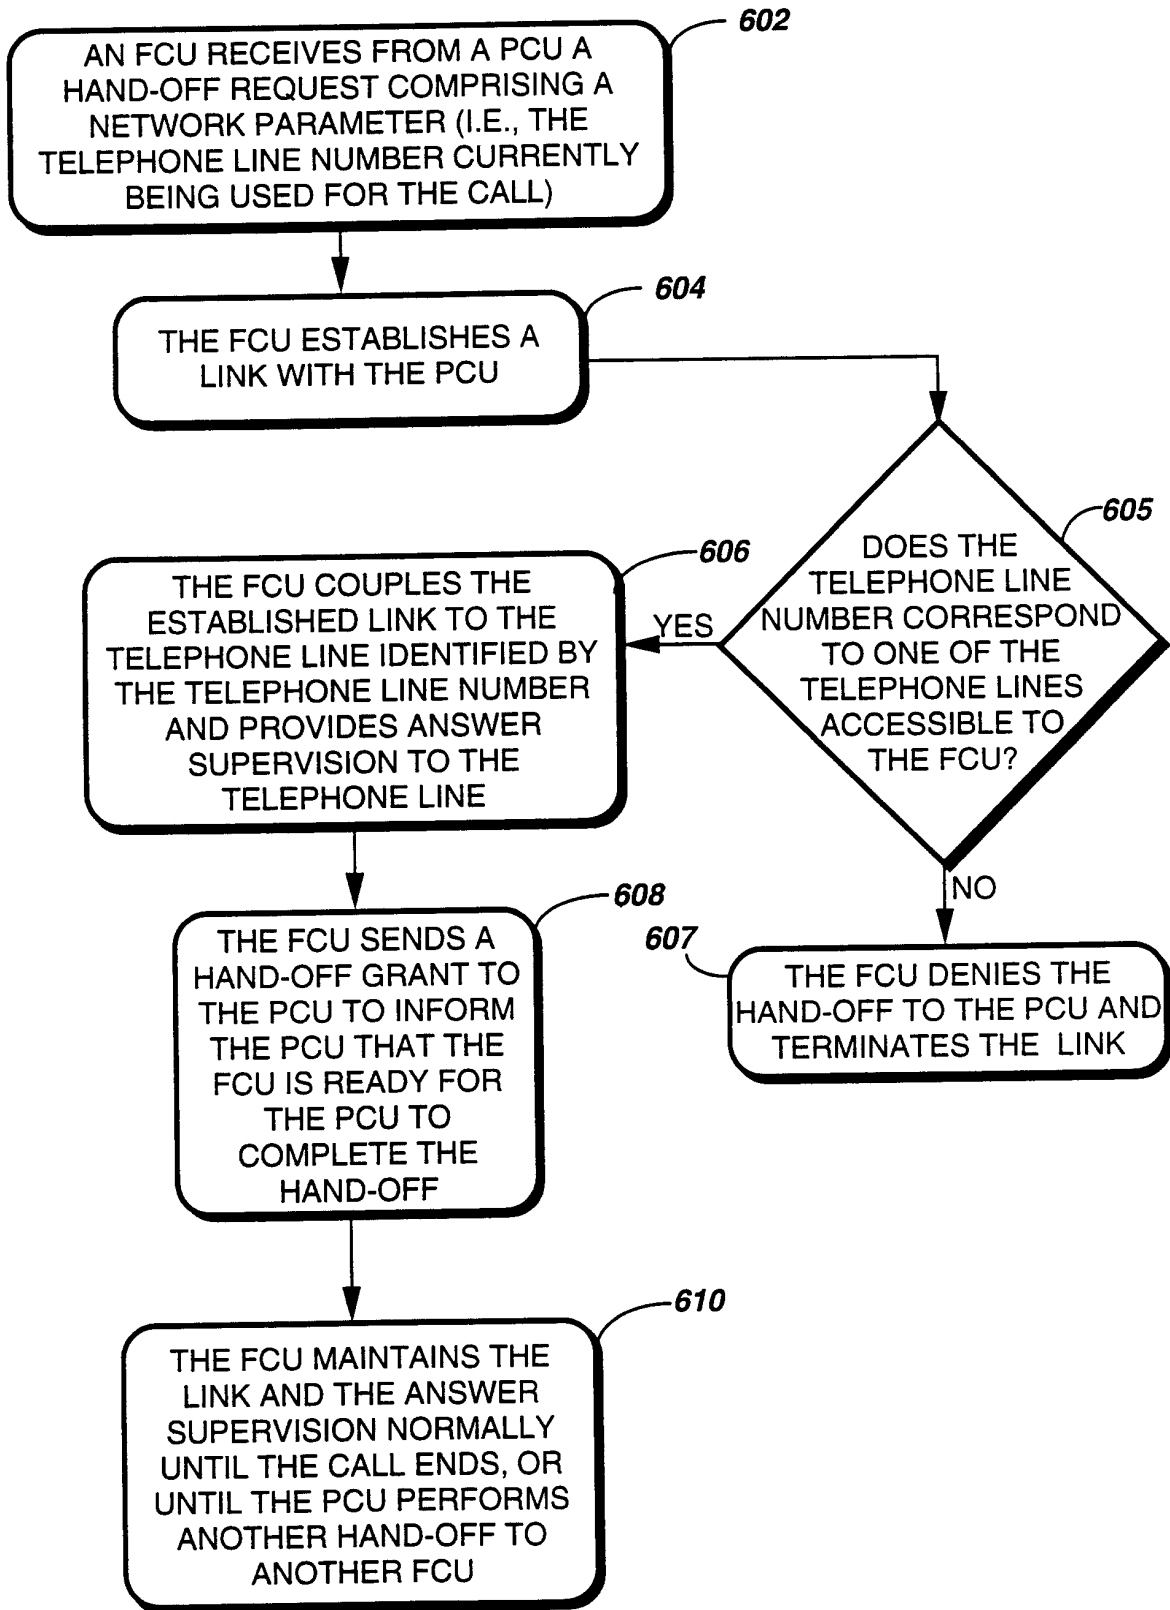 602
AN FCU RECEIVES FROM A PCU A
HAND-OFF REQUEST COMPRISING A
NETWORK PARAMETER (I.E., THE
TELEPHONE LINE NUMBER CURRENTLY
BEING USED FOR THE CALL)
604
THE FCU ESTABLISHES A
LINK WITH THE PCU
605
DOES THE
TELEPHONE LINE
NUMBER CORRESPOND
TO ONE OF THE
TELEPHONE LINES
ACCESSIBLE TO
THE FCU?
YES
606
THE FCU COUPLES THE
ESTABLISHED LINK TO THE
TELEPHONE LINE IDENTIFIED BY
THE TELEPHONE LINE NUMBER
AND PROVIDES ANSWER
SUPERVISION TO THE
TELEPHONE LINE
NO
607
THE FCU DENIES THE
HAND-OFF TO THE PCU AND
TERMINATES THE LINK
608
THE FCU SENDS A
HAND-OFF GRANT TO
THE PCU TO INFORM
THE PCU THAT THE
FCU IS READY FOR
THE PCU TO
COMPLETE THE
HAND-OFF
610
THE FCU MAINTAINS THE
LINK AND THE ANSWER
SUPERVISION NORMALLY
UNTIL THE CALL ENDS, OR
UNTIL THE PCU PERFORMS
ANOTHER HAND-OFF TO
ANOTHER FCU